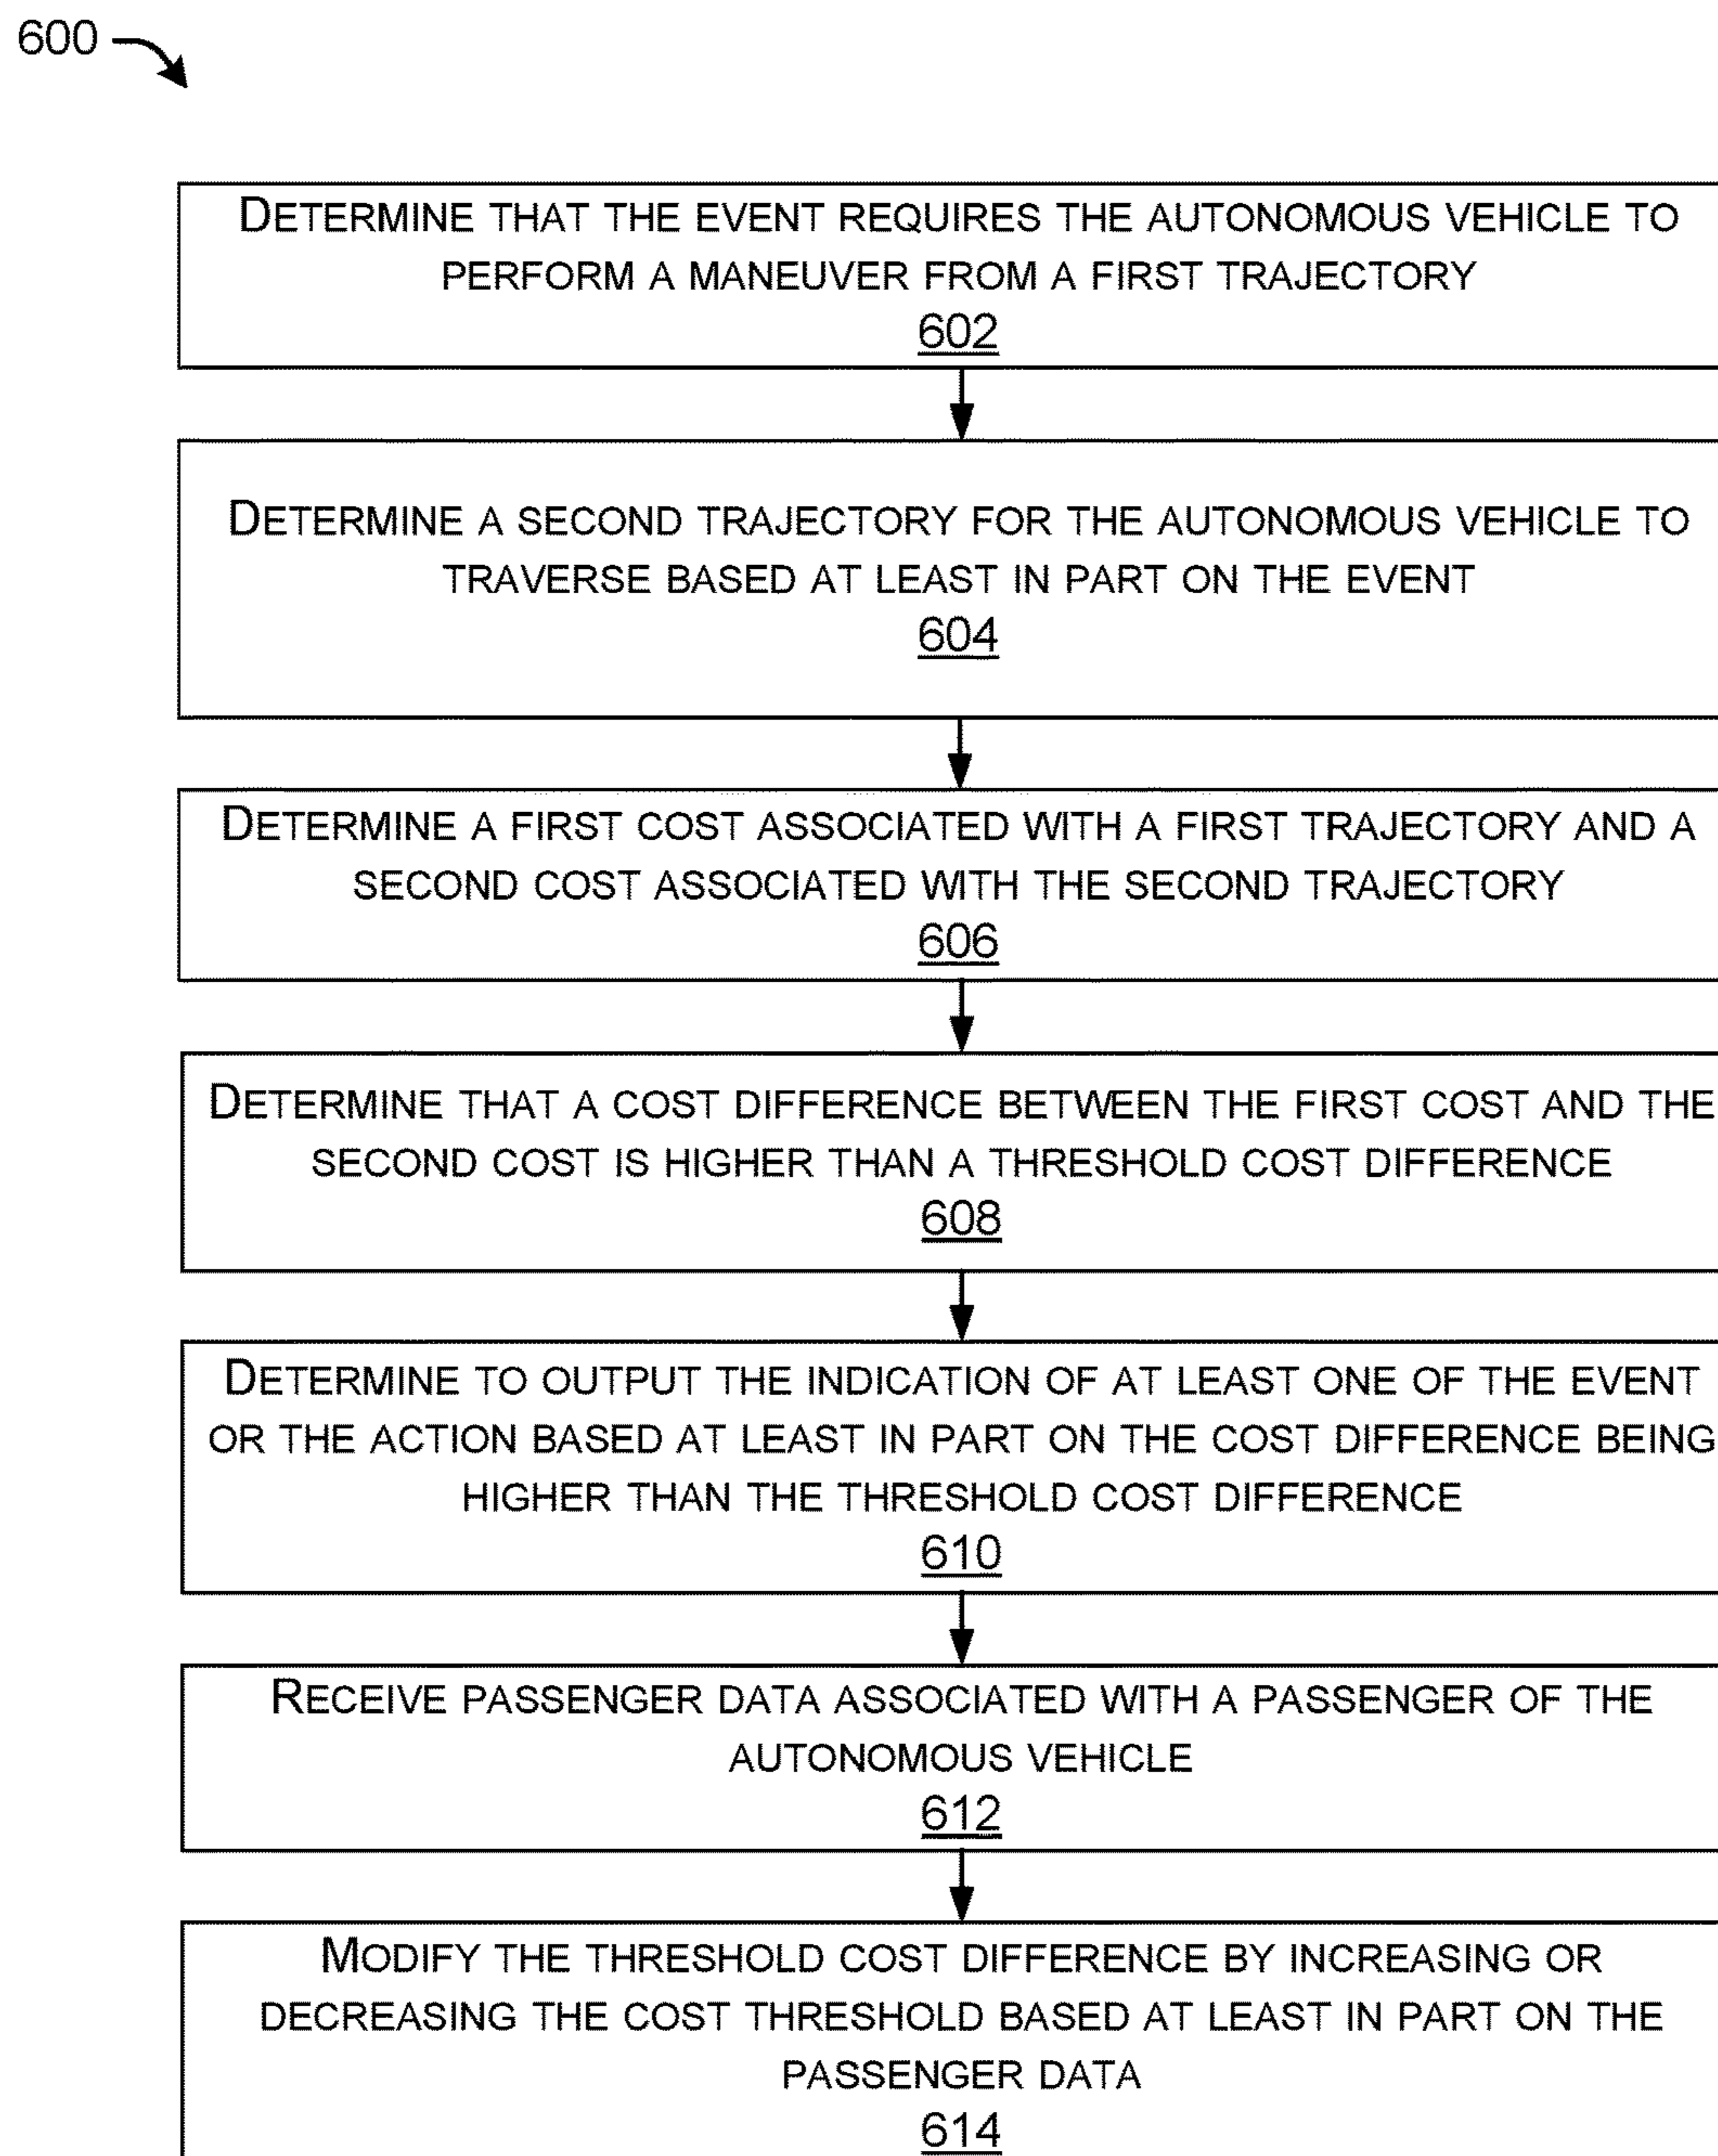 600
DETERMINE THAT THE EVENT REQUIRES THE AUTONOMOUS VEHICLE TO
PERFORM A MANEUVER FROM A FIRST TRAJECTORY
602
DETERMINE A SECOND TRAJECTORY FOR THE AUTONOMOUS VEHICLE TO
TRAVERSE BASED AT LEAST IN PART ON THE EVENT
604
DETERMINE A FIRST COST ASSOCIATED WITH A FIRST TRAJECTORY AND A
SECOND COST ASSOCIATED WITH THE SECOND TRAJECTORY
606
DETERMINE THAT A COST DIFFERENCE BETWEEN THE FIRST COST AND THE
SECOND COST IS HIGHER THAN A THRESHOLD COST DIFFERENCE
608
DETERMINE TO OUTPUT THE INDICATION OF AT LEAST ONE OF THE EVENT
OR THE ACTION BASED AT LEAST IN PART ON THE COST DIFFERENCE BEING
HIGHER THAN THE THRESHOLD COST DIFFERENCE
610
RECEIVE PASSENGER DATA ASSOCIATED WITH A PASSENGER OF THE
AUTONOMOUS VEHICLE
612
MODIFY THE THRESHOLD COST DIFFERENCE BY INCREASING OR
DECREASING THE COST THRESHOLD BASED AT LEAST IN PART ON THE
PASSENGER DATA
614